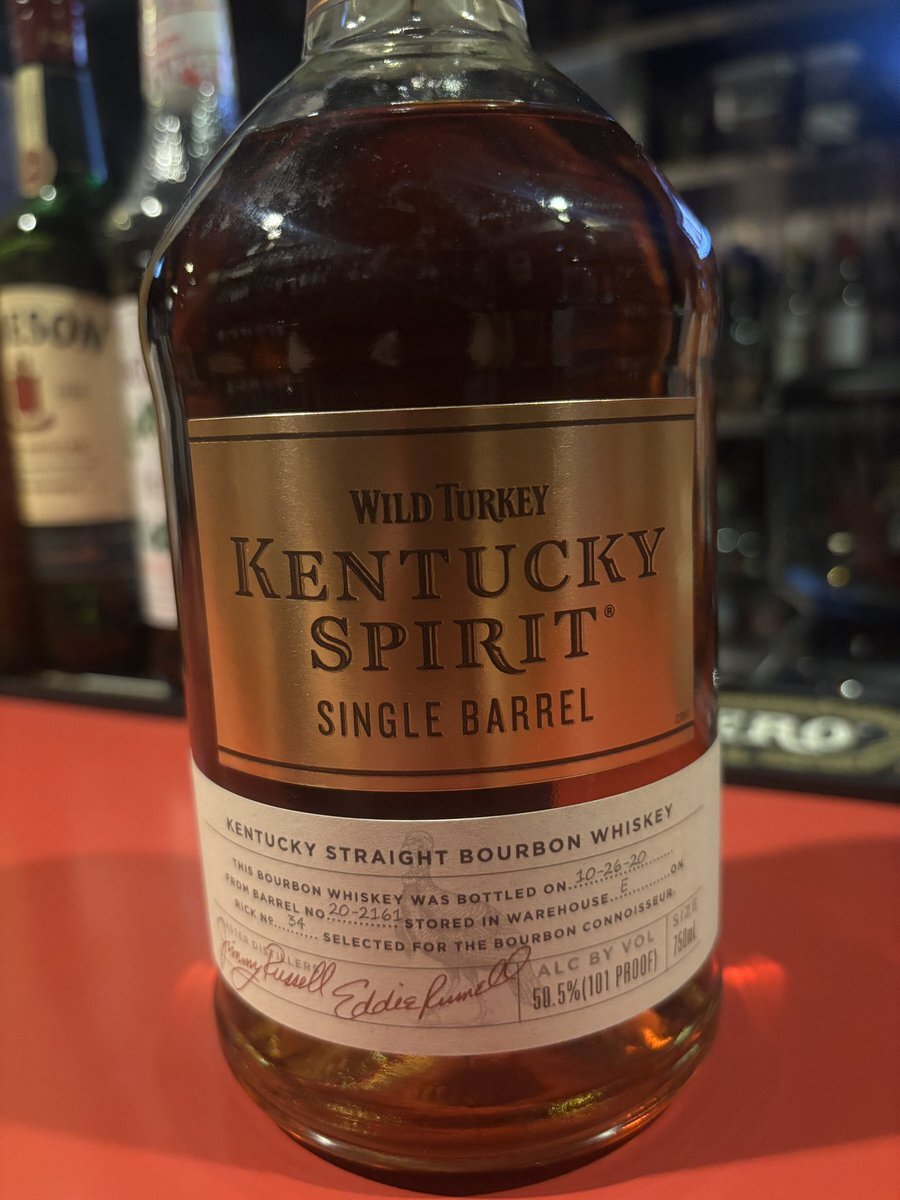 WILD TURKEY
KENTUCKY
SPIRIT®
SINGLE BARREL
KENTUCKY STRAIGHT BOURBON WHISKEY
THIS BOURBON WHISKEY WAS BOTTLED ON 10-26-20
FROM BARREL NO 20-2161 STORED IN WAREHOUSE E ON
RICK Nº. 34 SELECTED FOR THE BOURBON CONNOISSEUR.
MASTER DISTILLERS
Jimmy Russell Eddie Russell
ALC BY VOL
50.5% (101 PROOF)
SIZE
750mL